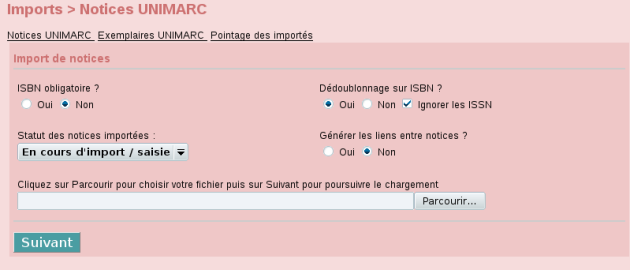 Imports > Notices UNIMARC
Notices UNIMARC Exemplaires UNIMARC Pointage des importés
Import de notices
ISBN obligatoire ? Dédoublonnage sur ISBN ?
Oui Non Oui Non Ignorer les ISSN
Statut des notices importées : Générer les liens entre notices ?
En cours d'import / saisie Oui Non
Cliquez sur Parcourir pour choisir votre fichier puis sur Suivant pour poursuivre le chargement
Parcourir...
Suivant